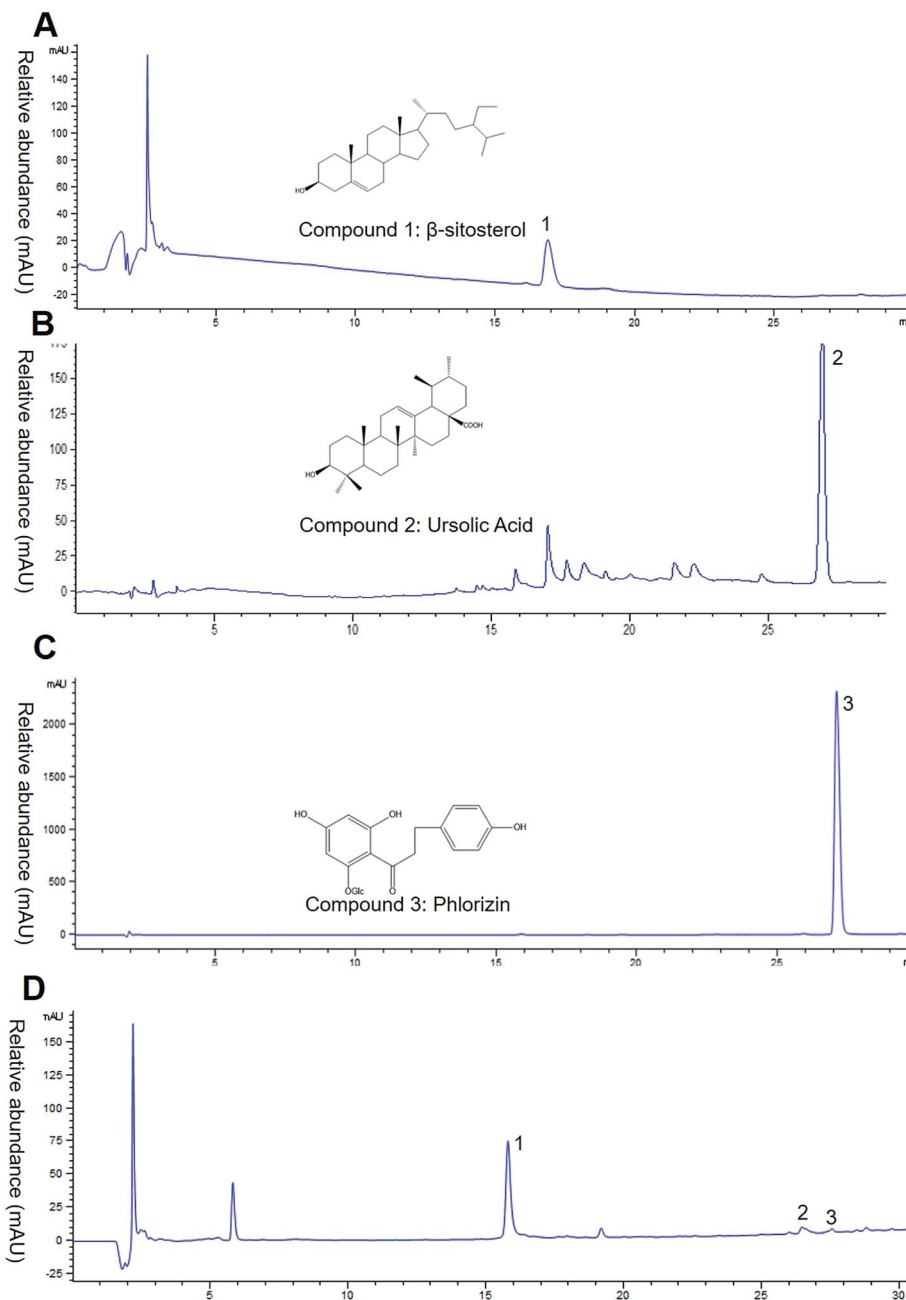 A
Relative abundance (mAU)
mAU
140
120
100
80
60
40
20
0
-20
HO
Compound 1: β-sitosterol
1
5
10
15
20
25
m
B
Relative abundance (mAU)
175
150
125
100
75
50
25
0
HO
COOH
Compound 2: Ursolic Acid
2
5
10
15
20
25
C
Relative abundance (mAU)
mAU
2000
1500
1000
500
0
HO
OH
OH
OGlc
O
Compound 3: Phlorizin
3
5
10
15
20
25
D
Relative abundance (mAU)
mAU
150
125
100
75
50
25
0
-25
1
2
3
5
10
15
20
25
30